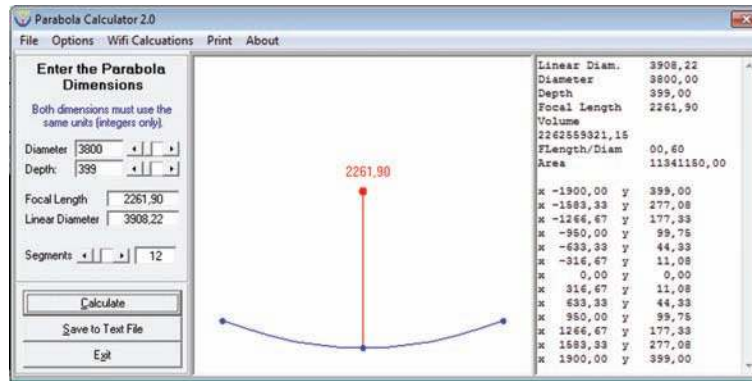 Parabola Calculator 2.0
File Options Wifi Calcuations Print About
Enter the Parabola
Dimensions
Both dimensions must use the
same units (integers only).
Diameter 3800
Depth: 399
Focal Length 2261,90
Linear Diameter 3908,22
Segments 12
Calculate
Save to Text File
Exit
2261,90
Linear Diam. 3908,22
Diameter 3800,00
Depth 399,00
Focal Length 2261,90
Volume
2262559321,15
FLength/Diam 00,60
Area 11341150,00
x -1900,00 y 399,00
x -1583,33 y 277,08
x -1266,67 y 177,33
x -950,00 y 99,75
x -633,33 y 44,33
x -316,67 y 11,08
x 0,00 y 0,00
x 316,67 y 11,08
x 633,33 y 44,33
x 950,00 y 99,75
x 1266,67 y 177,33
x 1583,33 y 277,08
x 1900,00 y 399,00